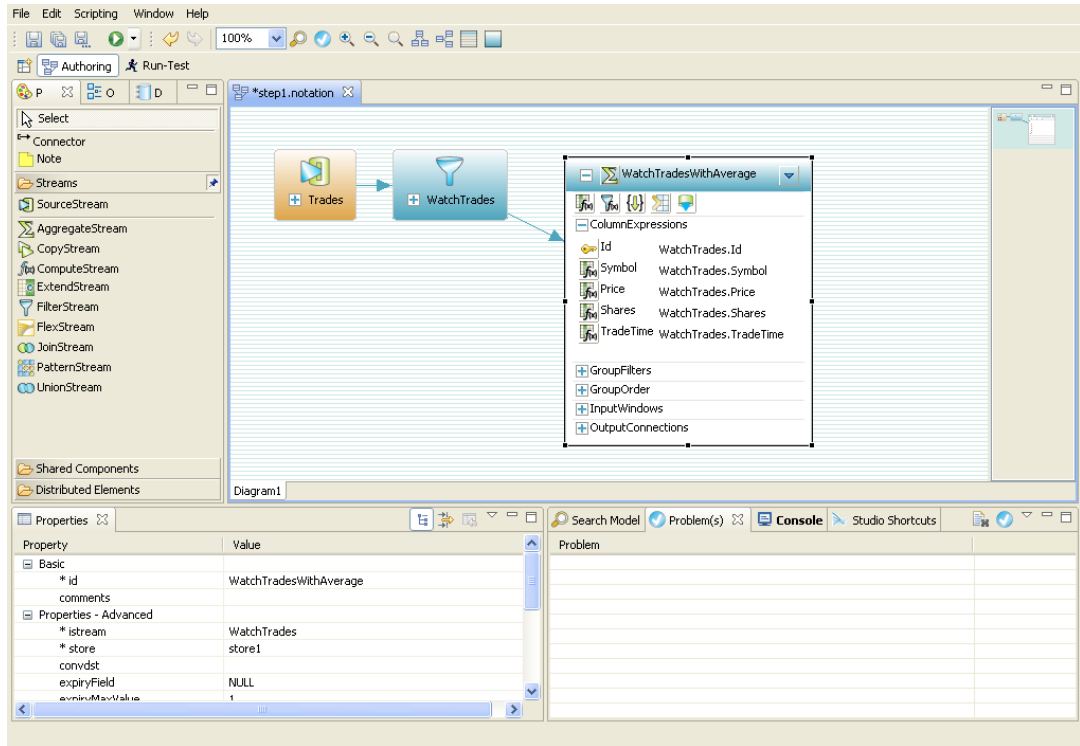 File Edit Scripting Window Help
100%
Authoring Run-Test
P O D
*step1.notation
Select
Connector
Note
Streams
SourceStream
AggregateStream
CopyStream
ComputeStream
ExtendStream
FilterStream
FlexStream
JoinStream
PatternStream
UnionStream
Shared Components
Distributed Elements
Trades
WatchTrades
WatchTradesWithAverage
ColumnExpressions
Id WatchTrades.Id
Symbol WatchTrades.Symbol
Price WatchTrades.Price
Shares WatchTrades.Shares
TradeTime WatchTrades.TradeTime
GroupFilters
GroupOrder
InputWindows
OutputConnections
Diagram1
Properties
Property Value
Basic
* id WatchTradesWithAverage
comments
Properties - Advanced
* istream WatchTrades
* store store1
convdst
expiryField NULL
expiryMaxValue 1
Search Model Problem(s) Console Studio Shortcuts
Problem